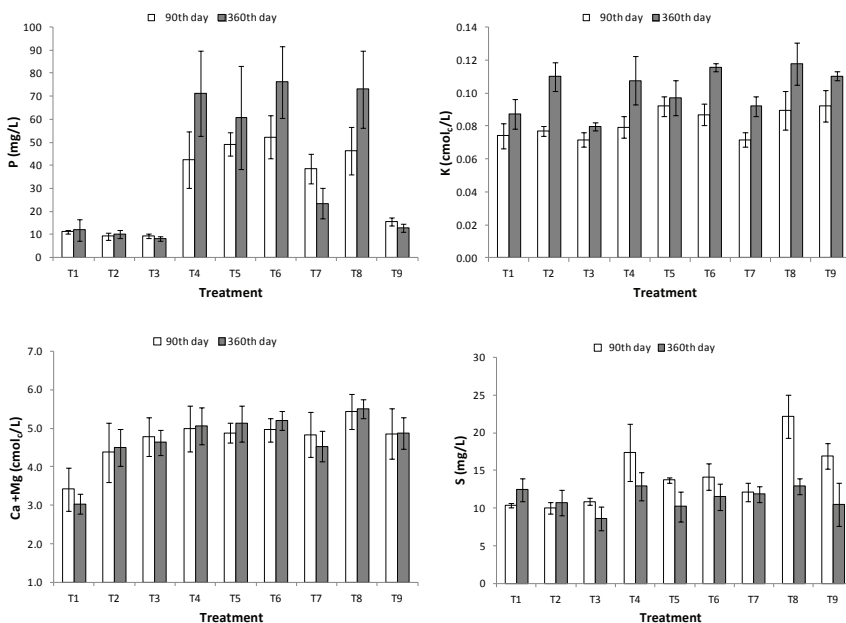 90th day 360th day
P (mg/L)
100
90
80
70
60
50
40
30
20
10
0
T1 T2 T3 T4 T5 T6 T7 T8 T9
Treatment
90th day 360th day
K (cmolc/L)
0.14
0.12
0.10
0.08
0.06
0.04
0.02
0.00
T1 T2 T3 T4 T5 T6 T7 T8 T9
Treatment
90th day 360th day
Ca +Mg (cmolc/L)
7.0
6.0
5.0
4.0
3.0
2.0
1.0
T1 T2 T3 T4 T5 T6 T7 T8 T9
Treatment
90th day 360th day
S (mg/L)
30
25
20
15
10
5
0
T1 T2 T3 T4 T5 T6 T7 T8 T9
Treatment